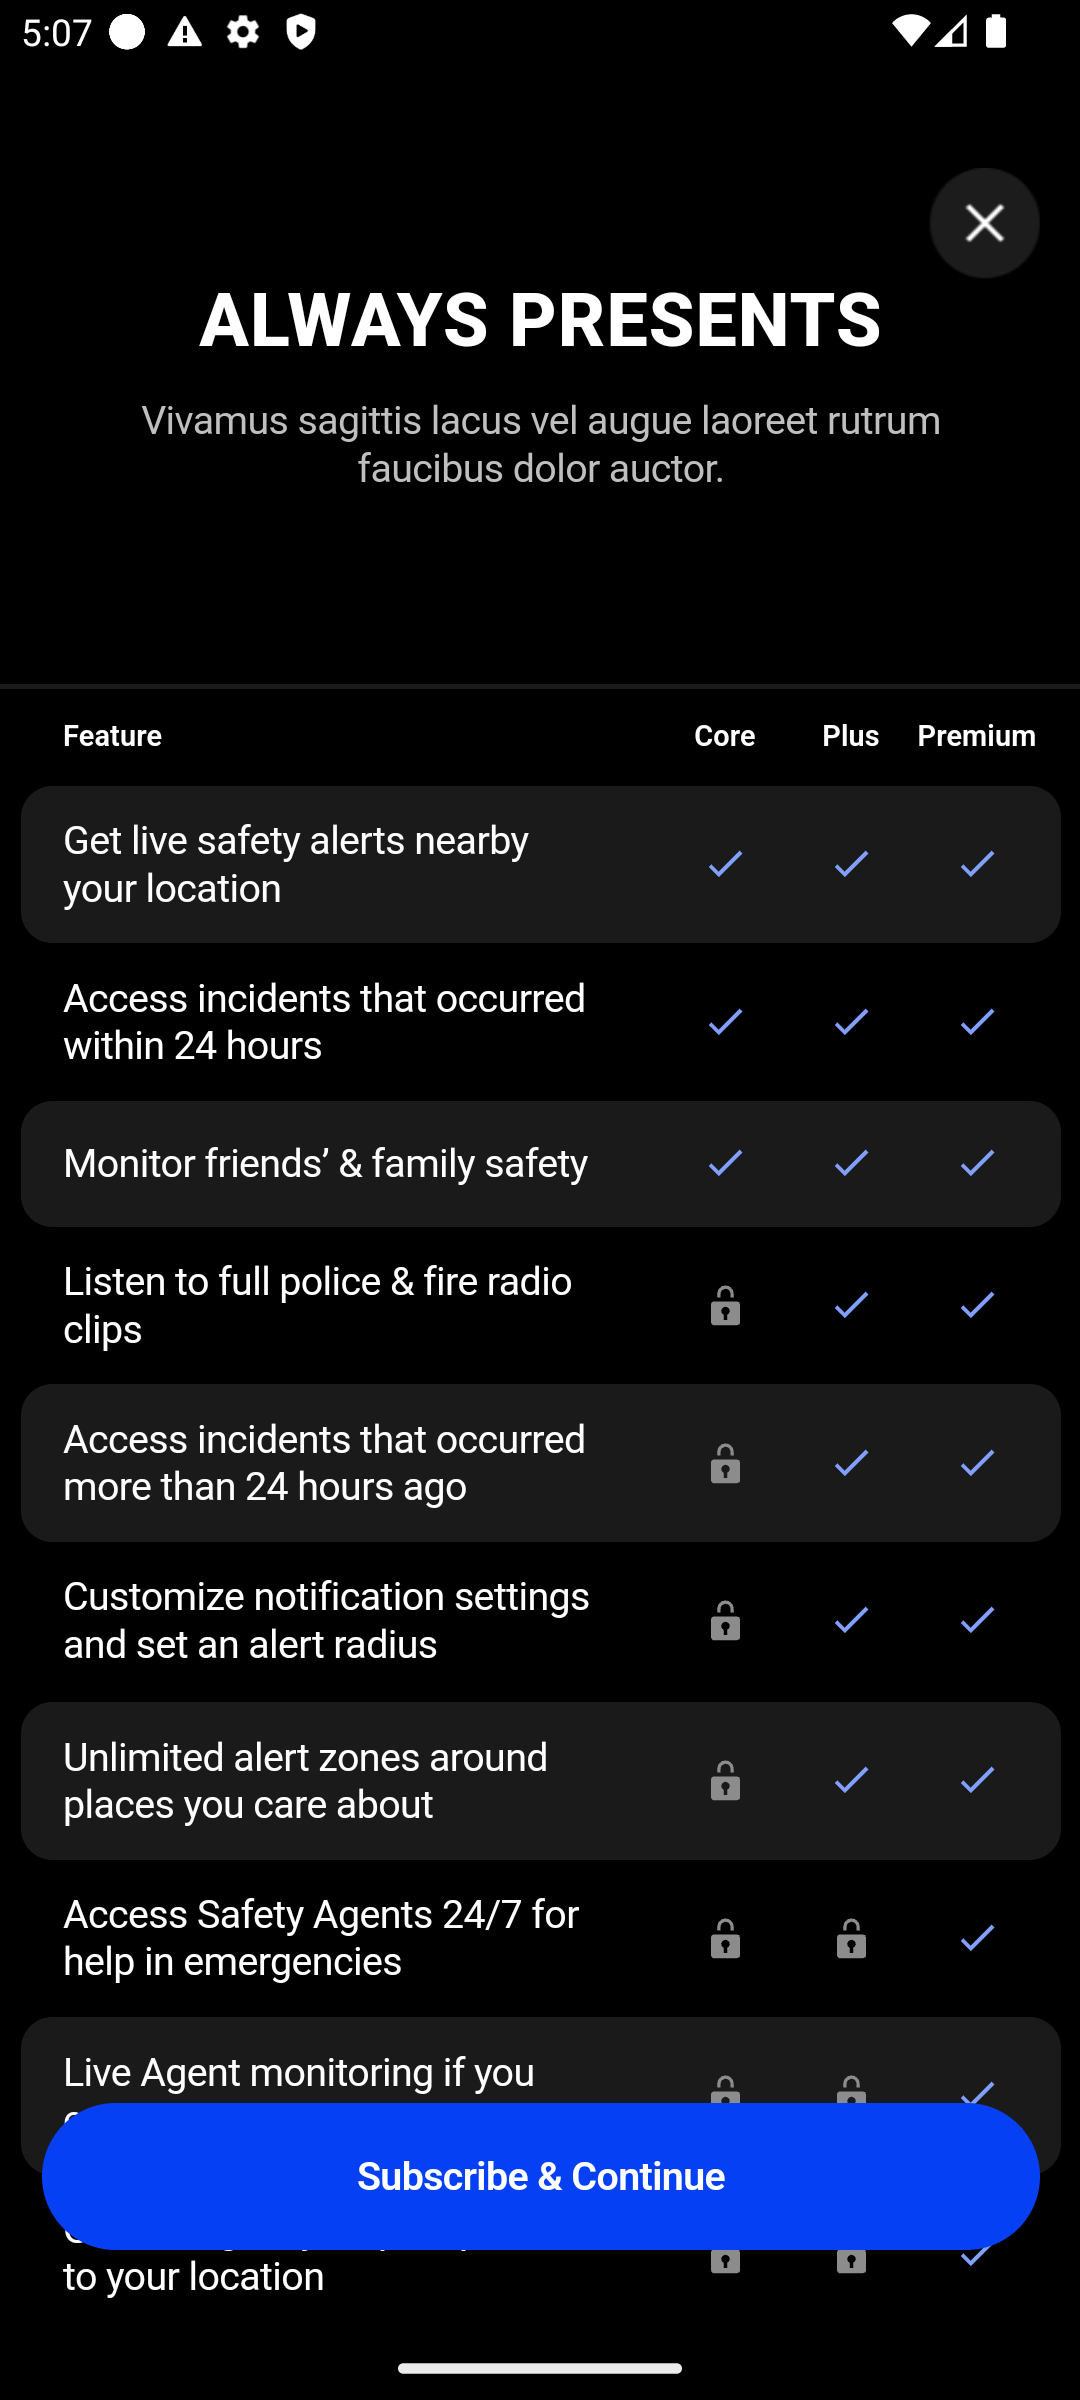 5:07
ALWAYS PRESENTS
Vivamus sagittis lacus vel augue laoreet rutrum
faucibus dolor auctor.
Feature Core Plus Premium
Get live safety alerts nearby
your location
Access incidents that occurred
within 24 hours
Monitor friends’ & family safety
Listen to full police & fire radio
clips
Access incidents that occurred
more than 24 hours ago
Customize notification settings
and set an alert radius
Unlimited alert zones around
places you care about
Access Safety Agents 24/7 for
help in emergencies
Live Agent monitoring if you
Subscribe & Continue
to your location